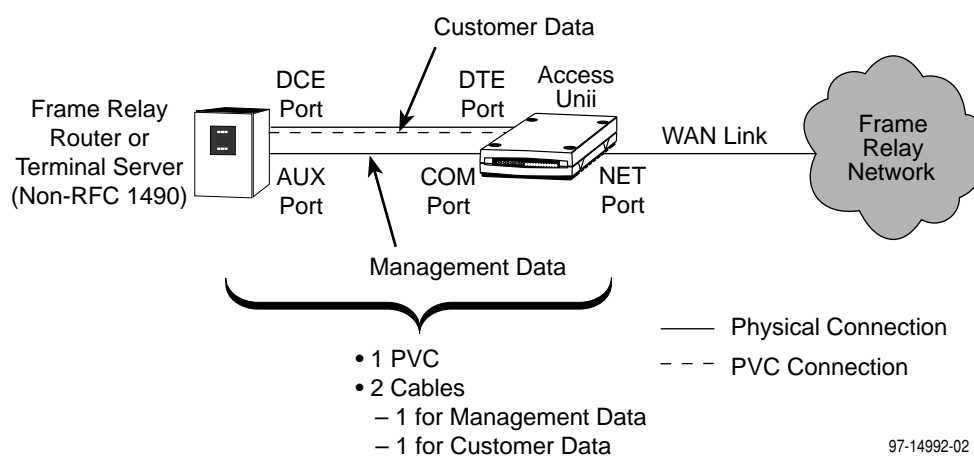 Customer Data
DCE
Port
DTE
Port
Access
Unii
Frame Relay
Router or
Terminal Server
(Non-RFC 1490)
WAN Link
Frame
Relay
Network
AUX
Port
COM
Port
NET
Port
Management Data
• 1 PVC
• 2 Cables
– 1 for Management Data
– 1 for Customer Data
Physical Connection
PVC Connection
97-14992-02